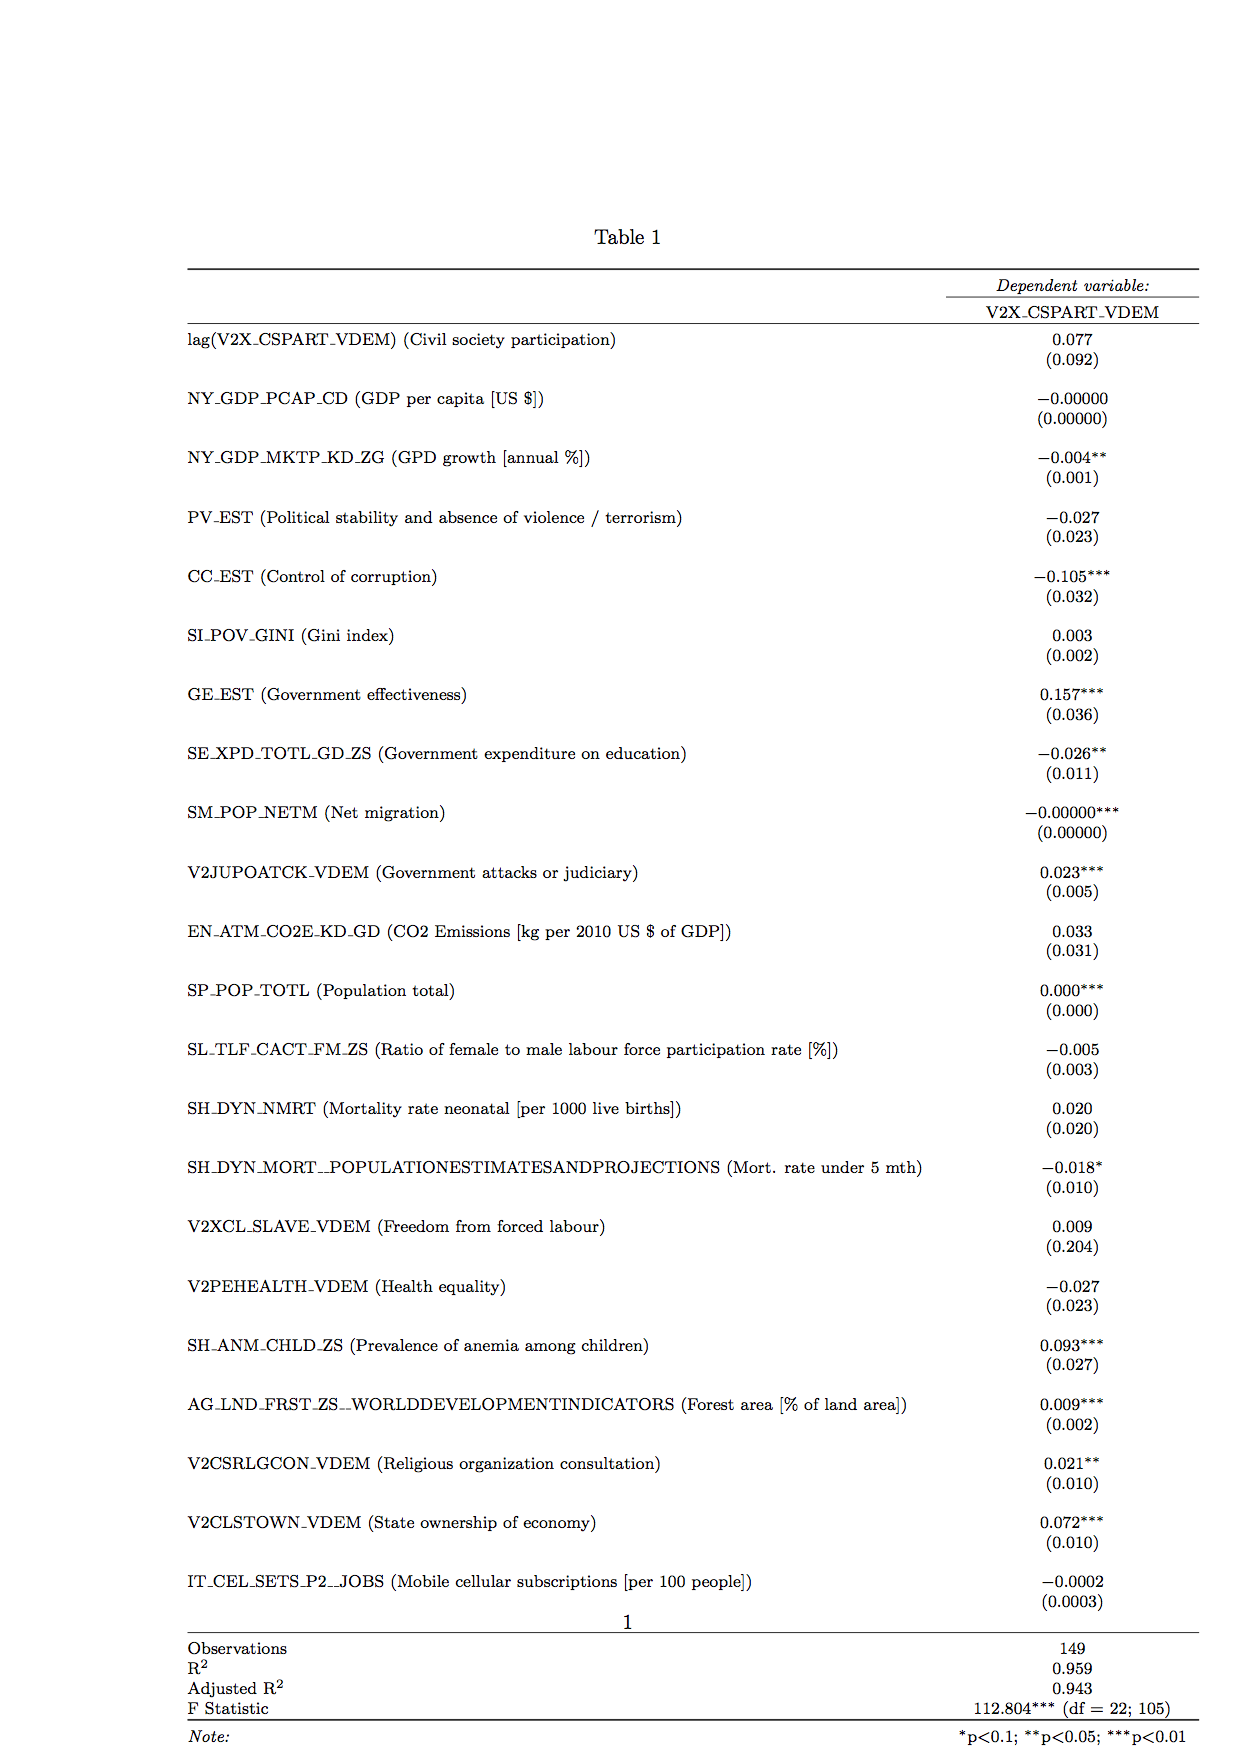 Table 1
Dependent variable:
V2X_CSPART_VDEM
lag(V2X_CSPART_VDEM) (Civil society participation) 0.077
(0.092)
NY_GDP_PCAP_CD (GDP per capita [US $]) −0.00000
(0.00000)
NY_GDP_MKTP_KD_ZG (GPD growth [annual %]) −0.004**
(0.001)
PV_EST (Political stability and absence of violence / terrorism) −0.027
(0.023)
CC_EST (Control of corruption) −0.105***
(0.032)
SI_POV_GINI (Gini index) 0.003
(0.002)
GE_EST (Government effectiveness) 0.157***
(0.036)
SE_XPD_TOTL_GD_ZS (Government expenditure on education) −0.026**
(0.011)
SM_POP_NETM (Net migration) −0.00000***
(0.00000)
V2JUPOATCK_VDEM (Government attacks or judiciary) 0.023***
(0.005)
EN_ATM_CO2E_KD_GD (CO2 Emissions [kg per 2010 US $ of GDP]) 0.033
(0.031)
SP_POP_TOTL (Population total) 0.000***
(0.000)
SL_TLF_CACT_FM_ZS (Ratio of female to male labour force participation rate [%]) −0.005
(0.003)
SH_DYN_NMRT (Mortality rate neonatal [per 1000 live births]) 0.020
(0.020)
SH_DYN_MORT__POPULATIONESTIMATESANDPROJECTIONS (Mort. rate under 5 mth) −0.018*
(0.010)
V2XCL_SLAVE_VDEM (Freedom from forced labour) 0.009
(0.204)
V2PEHEALTH_VDEM (Health equality) −0.027
(0.023)
SH_ANM_CHLD_ZS (Prevalence of anemia among children) 0.093***
(0.027)
AG_LND_FRST_ZS__WORLDDEVELOPMENTINDICATORS (Forest area [% of land area]) 0.009***
(0.002)
V2CSRLGCON_VDEM (Religious organization consultation) 0.021**
(0.010)
V2CLSTOWN_VDEM (State ownership of economy) 0.072***
(0.010)
IT_CEL_SETS_P2__JOBS (Mobile cellular subscriptions [per 100 people]) −0.0002
(0.0003)
1
Observations 149
R² 0.959
Adjusted R² 0.943
F Statistic 112.804*** (df = 22; 105)
Note: *p<0.1; **p<0.05; ***p<0.01